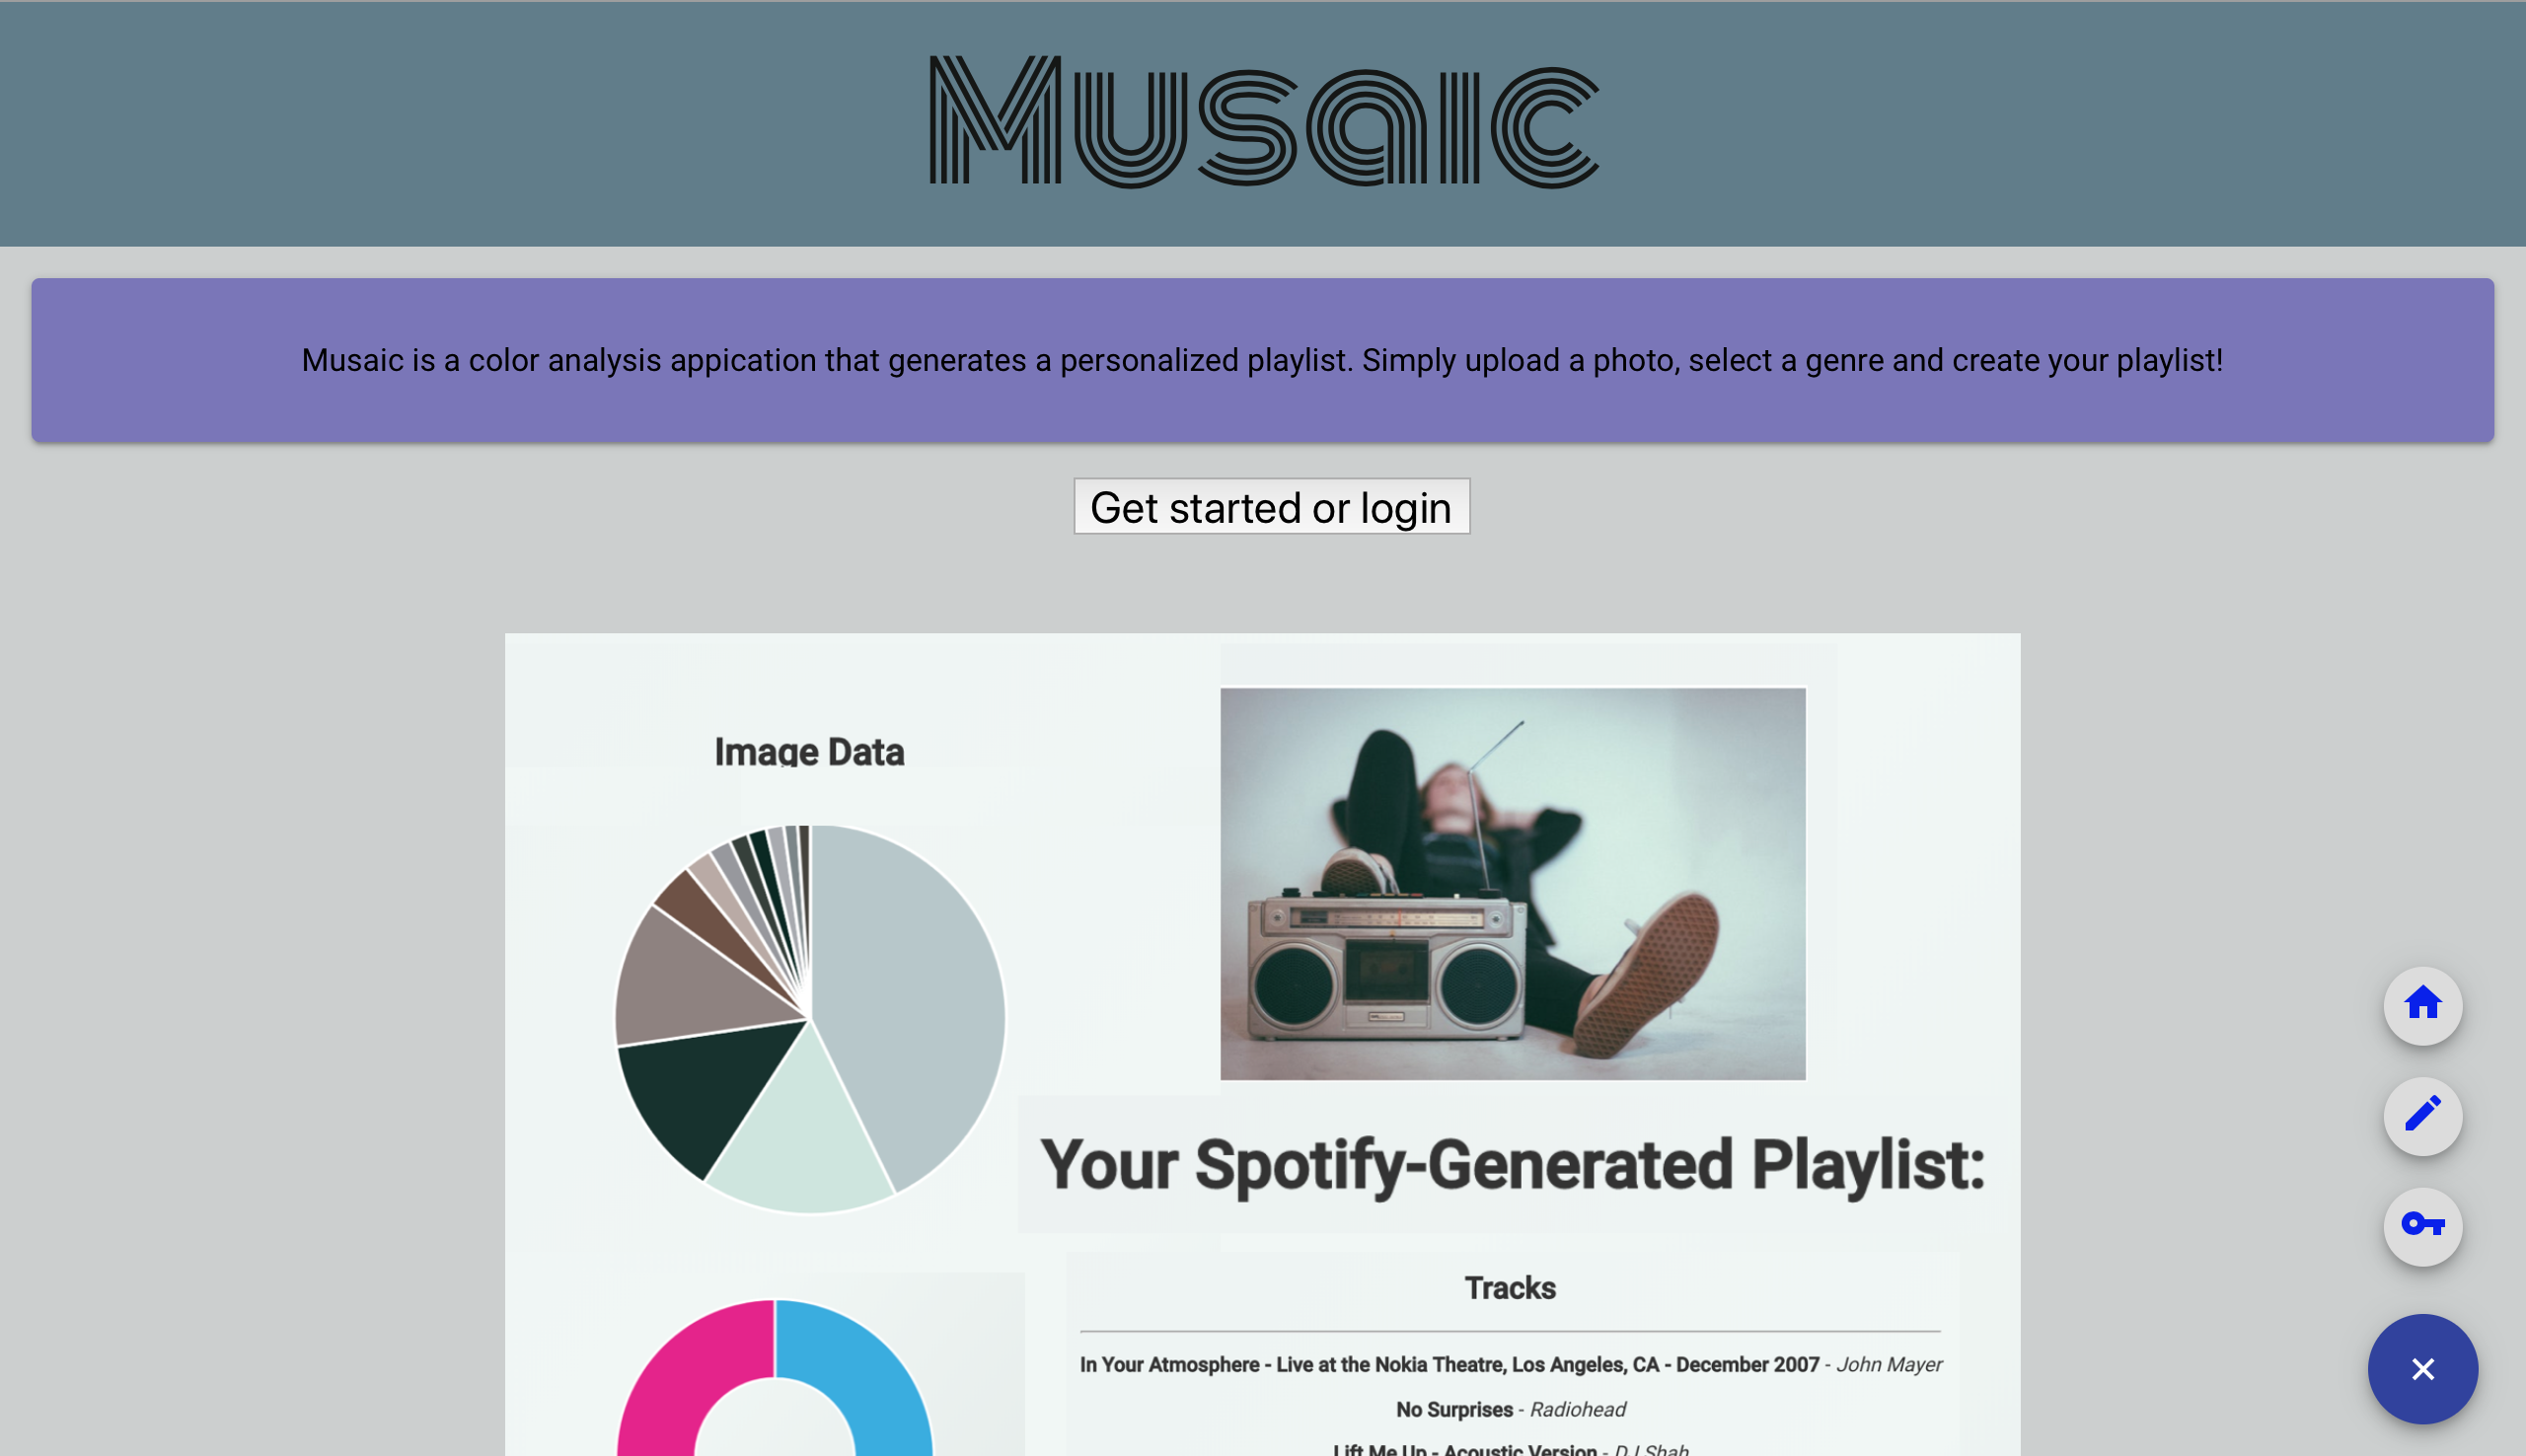 Musaic
Musaic is a color analysis appication that generates a personalized playlist. Simply upload a photo, select a genre and create your playlist!
Get started or login
Image Data
Your Spotify-Generated Playlist:
Tracks
In Your Atmosphere - Live at the Nokia Theatre, Los Angeles, CA - December 2007 - John Mayer
No Surprises - Radiohead
Lift Me Up - Acoustic Version - DJ Shah